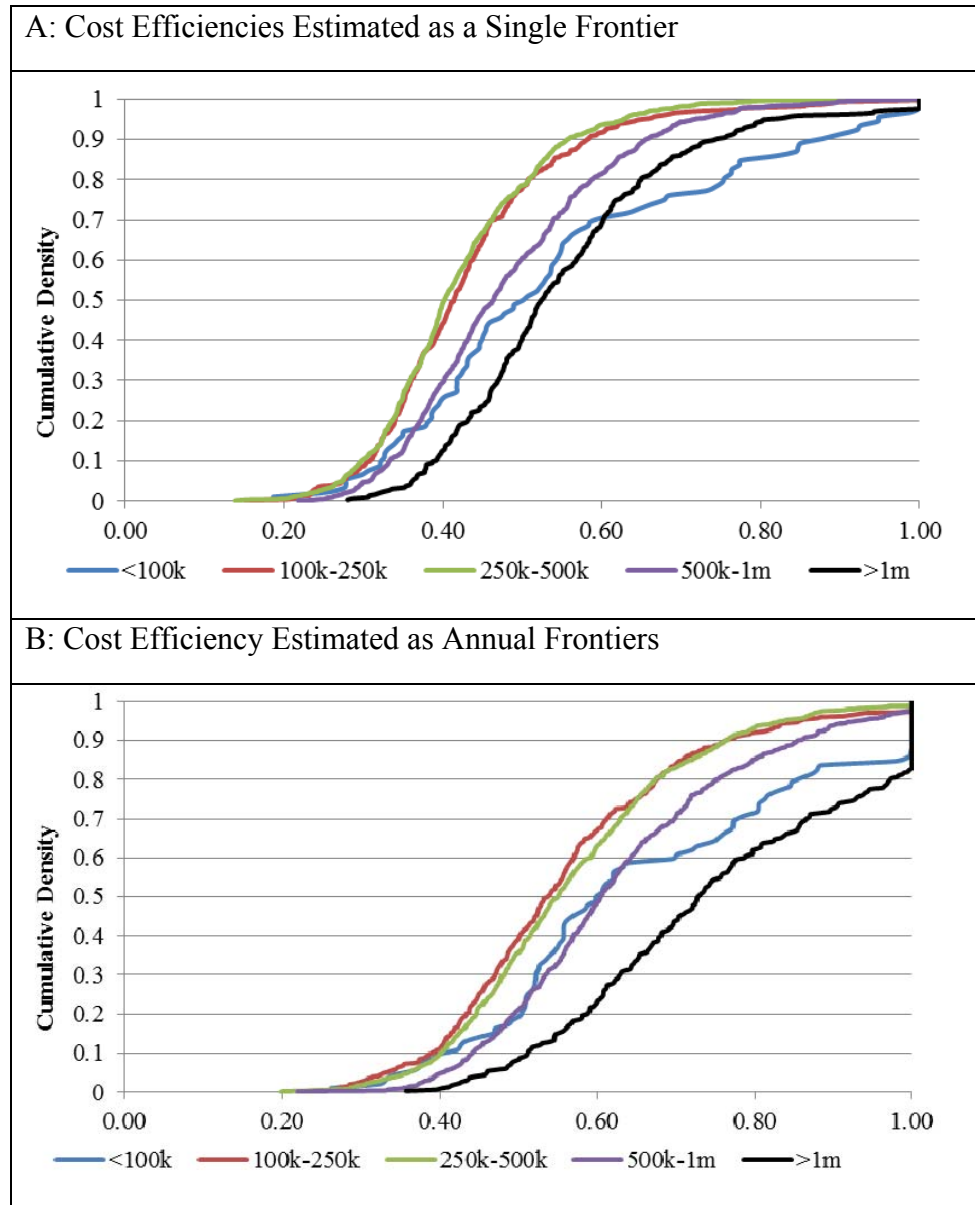 A: Cost Efficiencies Estimated as a Single Frontier
1
0.9
0.8
0.7
0.6
0.5
0.4
0.3
0.2
0.1
0
Cumulative Density
0.00 0.20 0.40 0.60 0.80 1.00
<100k 100k-250k 250k-500k 500k-1m >1m
B: Cost Efficiency Estimated as Annual Frontiers
1
0.9
0.8
0.7
0.6
0.5
0.4
0.3
0.2
0.1
0
Cumulative Density
0.00 0.20 0.40 0.60 0.80 1.00
<100k 100k-250k 250k-500k 500k-1m >1m